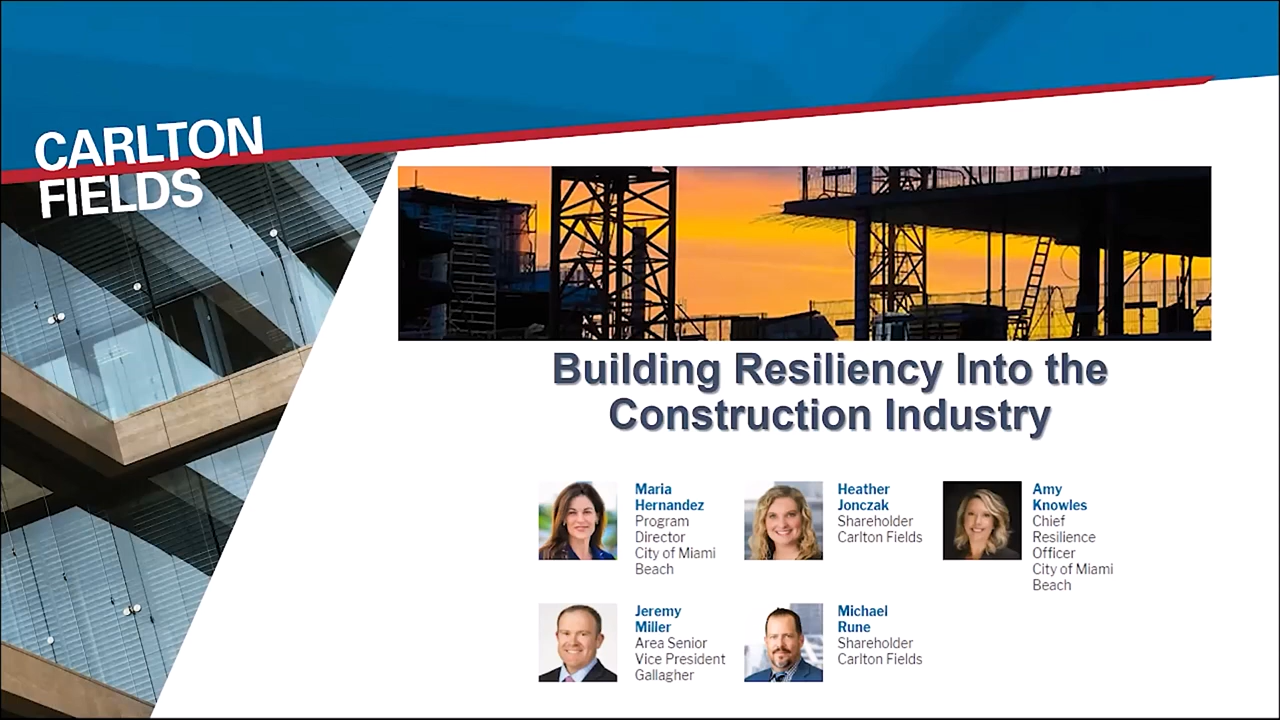 CARLTON
FIELDS
Building Resiliency Into the
Construction Industry
Maria
Hernandez
Program
Director
City of Miami
Beach
Heather
Jonczak
Shareholder
Carlton Fields
Amy
Knowles
Chief
Resilience
Officer
City of Miami
Beach
Jeremy
Miller
Area Senior
Vice President
Gallagher
Michael
Rune
Shareholder
Carlton Fields